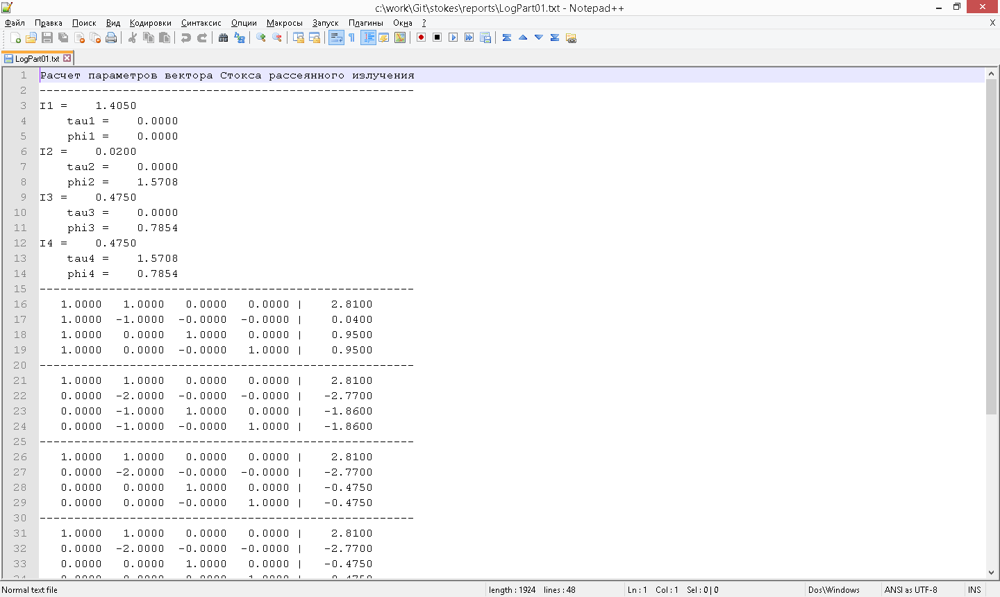 c:\work\Git\stokes\reports\LogPart01.txt - Notepad++
Файл Правка Поиск Вид Кодировки Синтаксис Опции Макросы Запуск Плагины Окна ? X
LogPart01.txt
1 Расчет параметров вектора Стокса рассеянного излучения
2 ------------------------------------------------------
3 I1 =    1.4050
4     tau1 =    0.0000
5     phi1 =    0.0000
6 I2 =    0.0200
7     tau2 =    0.0000
8     phi2 =    1.5708
9 I3 =    0.4750
10     tau3 =    0.0000
11     phi3 =    0.7854
12 I4 =    0.4750
13     tau4 =    1.5708
14     phi4 =    0.7854
15 ------------------------------------------------------
16    1.0000   1.0000   0.0000   0.0000 |    2.8100
17    1.0000  -1.0000  -0.0000  -0.0000 |    0.0400
18    1.0000   0.0000   1.0000   0.0000 |    0.9500
19    1.0000   0.0000  -0.0000   1.0000 |    0.9500
20 ------------------------------------------------------
21    1.0000   1.0000   0.0000   0.0000 |    2.8100
22    0.0000  -2.0000  -0.0000  -0.0000 |   -2.7700
23    0.0000  -1.0000   1.0000   0.0000 |   -1.8600
24    0.0000  -1.0000  -0.0000   1.0000 |   -1.8600
25 ------------------------------------------------------
26    1.0000   1.0000   0.0000   0.0000 |    2.8100
27    0.0000  -2.0000  -0.0000  -0.0000 |   -2.7700
28    0.0000   0.0000   1.0000   0.0000 |   -0.4750
29    0.0000   0.0000  -0.0000   1.0000 |   -0.4750
30 ------------------------------------------------------
31    1.0000   1.0000   0.0000   0.0000 |    2.8100
32    0.0000  -2.0000  -0.0000  -0.0000 |   -2.7700
33    0.0000   0.0000   1.0000   0.0000 |   -0.4750
Normal text file length : 1924 lines : 48 Ln : 1 Col : 1 Sel : 0 | 0 Dos\Windows ANSI as UTF-8 INS